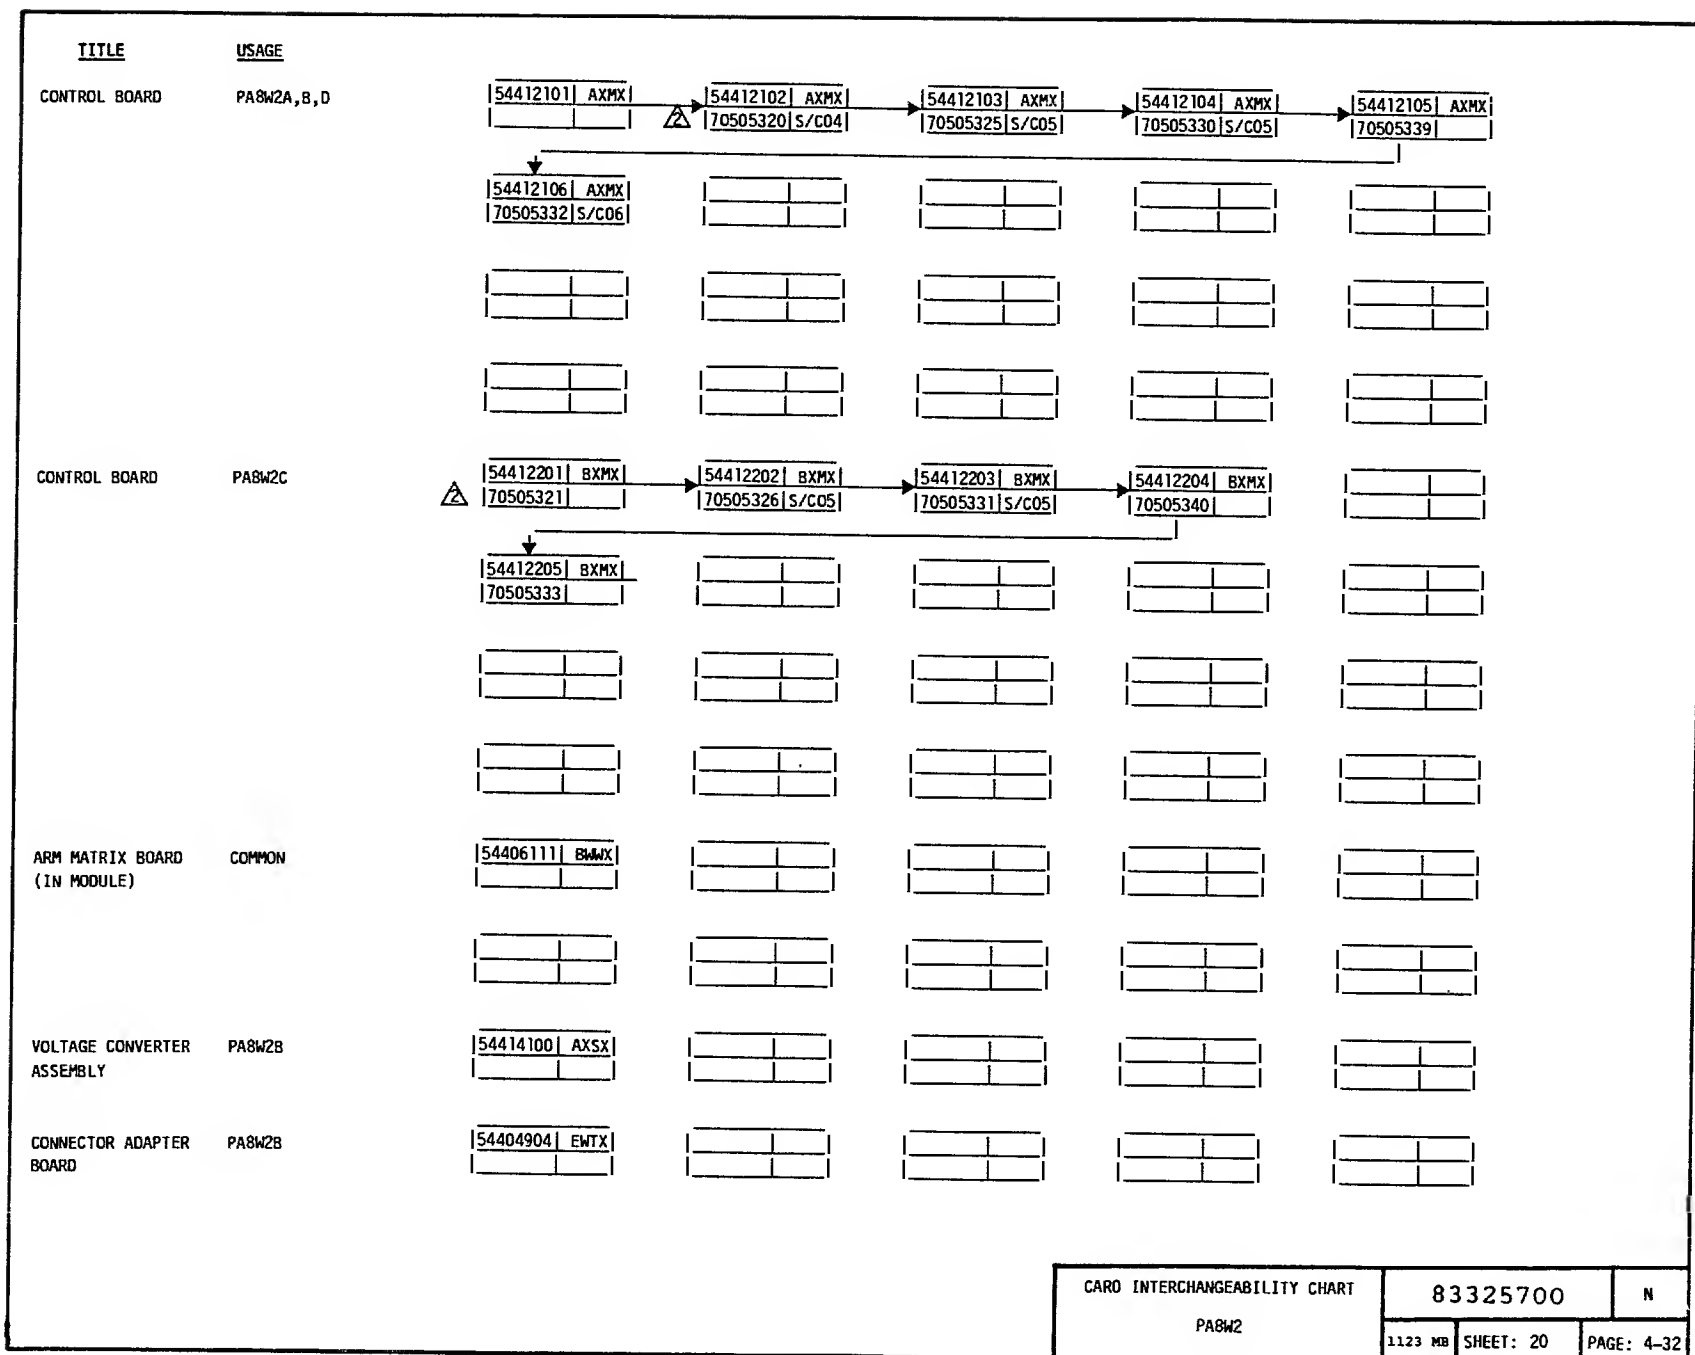 TITLE USAGE
CONTROL BOARD PA8W2A,B,D
54412101 AXMX 54412102 AXMX 54412103 AXMX 54412104 AXMX 54412105 AXMX
2 70505320 S/C04 70505325 S/C05 70505330 S/C05 70505339
54412106 AXMX
70505332 S/C06
CONTROL BOARD PA8W2C
54412201 BXMX 54412202 BXMX 54412203 BXMX 54412204 BXMX
2 70505321 70505326 S/C05 70505331 S/C05 70505340
54412205 BXMX
70505333
ARM MATRIX BOARD COMMON 54406111 BWWX
(IN MODULE)
VOLTAGE CONVERTER PA8W2B 54414100 AXSX
ASSEMBLY
CONNECTOR ADAPTER PA8W2B 54404904 EWTX
BOARD
CARD INTERCHANGEABILITY CHART 83325700 N
PA8W2
1123 MB SHEET: 20 PAGE: 4-32